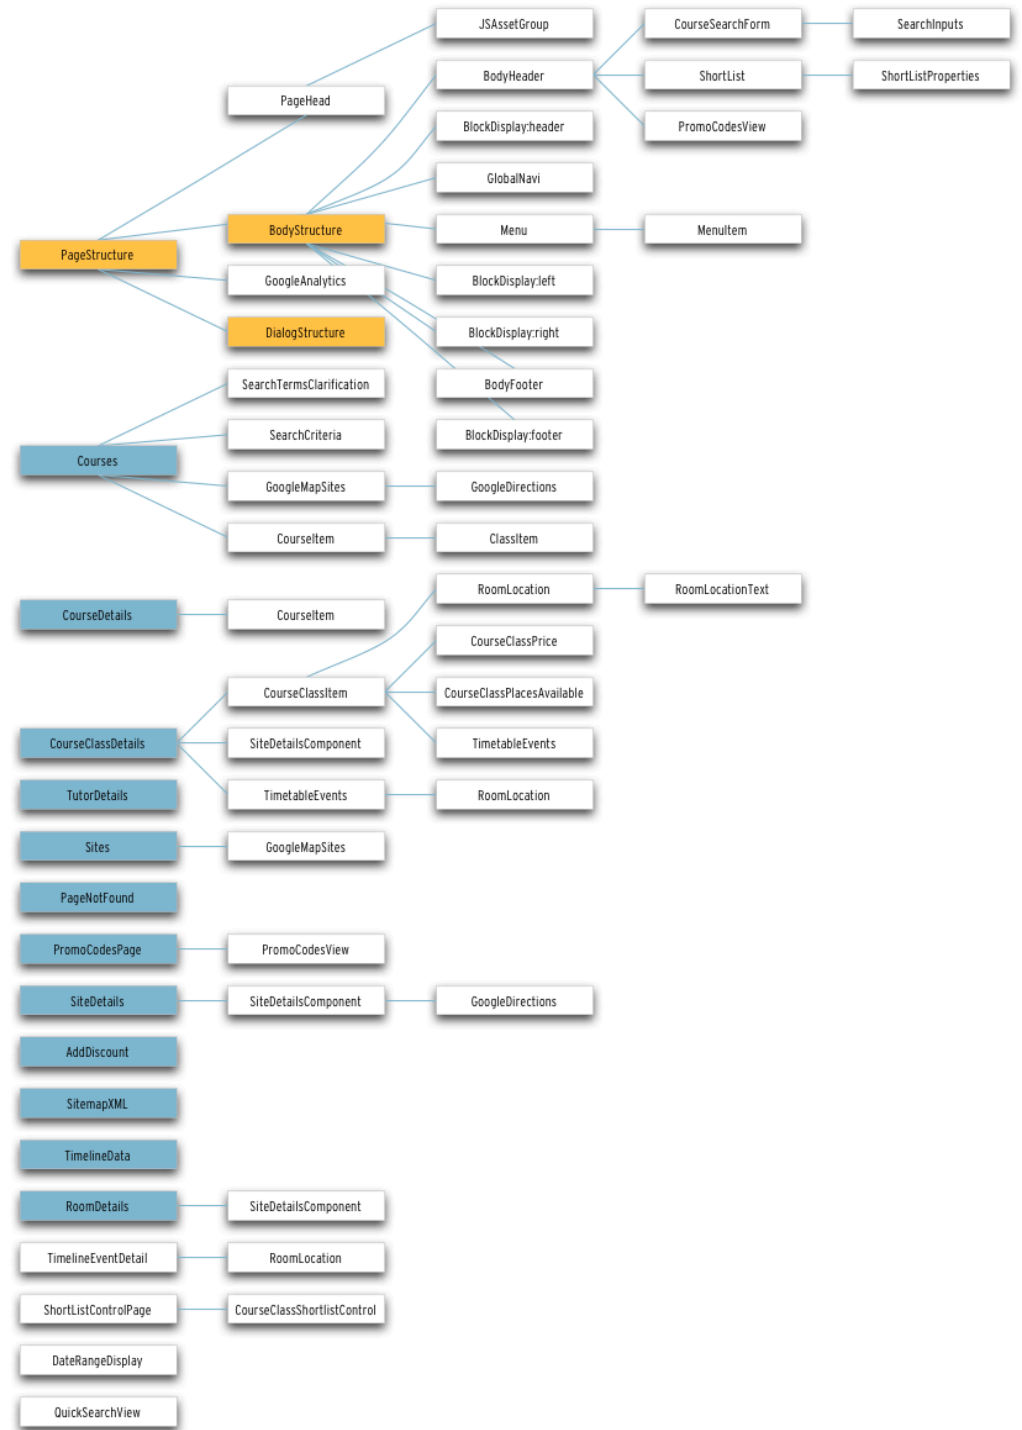 JSAssetGroup
CourseSearchForm
SearchInputs
BodyHeader
ShortList
ShortListProperties
PageHead
BlockDisplay:header
PromoCodesView
GlobalNavi
BodyStructure
Menu
MenuItem
PageStructure
GoogleAnalytics
BlockDisplay:left
DialogStructure
BlockDisplay:right
SearchTermsClarification
BodyFooter
SearchCriteria
BlockDisplay:footer
Courses
GoogleMapSites
GoogleDirections
CourseItem
ClassItem
RoomLocation
RoomLocationText
CourseDetails
CourseItem
CourseClassPrice
CourseClassItem
CourseClassPlacesAvailable
CourseClassDetails
SiteDetailsComponent
TimetableEvents
TutorDetails
TimetableEvents
RoomLocation
Sites
GoogleMapSites
PageNotFound
PromoCodesPage
PromoCodesView
SiteDetails
SiteDetailsComponent
GoogleDirections
AddDiscount
SitemapXML
TimelineData
RoomDetails
SiteDetailsComponent
TimelineEventDetail
RoomLocation
ShortListControlPage
CourseClassShortlistControl
DateRangeDisplay
QuickSearchView